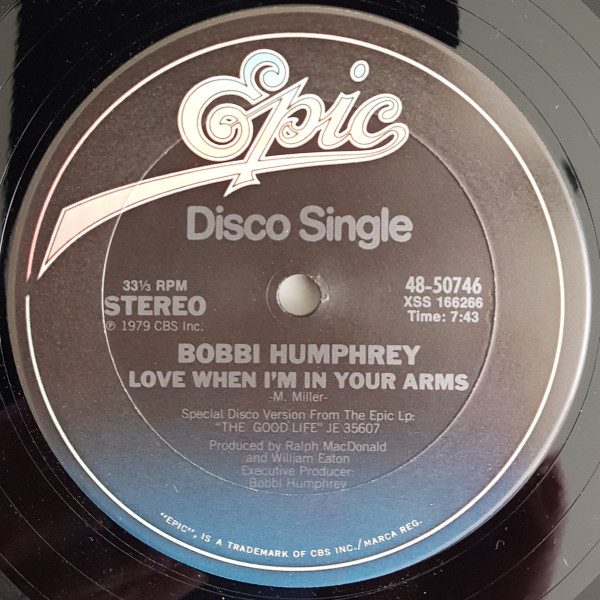 Epic
Disco Single
33⅓ RPM
STEREO
℗ 1979 CBS Inc.
48-50746
XSS 166266
Time: 7:43
BOBBI HUMPHREY
LOVE WHEN I'M IN YOUR ARMS
-M. Miller-
Special Disco Version From The Epic Lp:
"THE GOOD LIFE" JE 35607
Produced by Ralph MacDonald
and William Eaton
Executive Producer:
Bobbi Humphrey
"EPIC", IS A TRADEMARK OF CBS INC./MARCA REG.